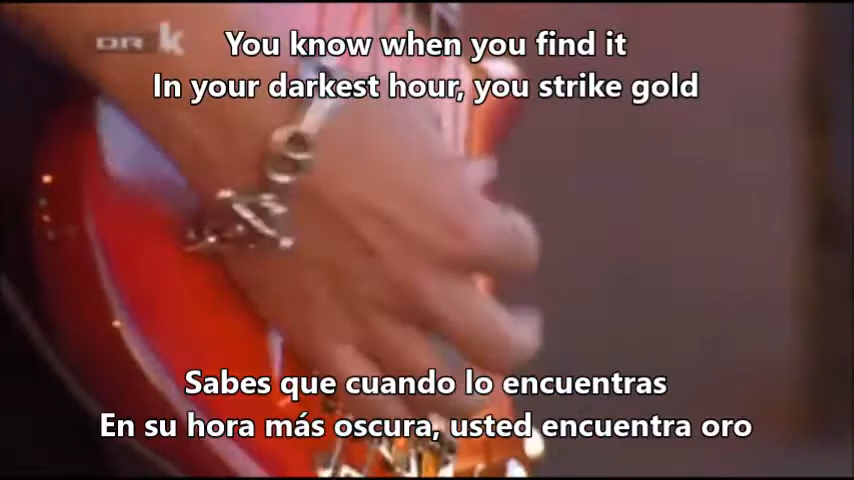 DR k
You know when you find it
In your darkest hour, you strike gold
Sabes que cuando lo encuentras
En su hora más oscura, usted encuentra oro